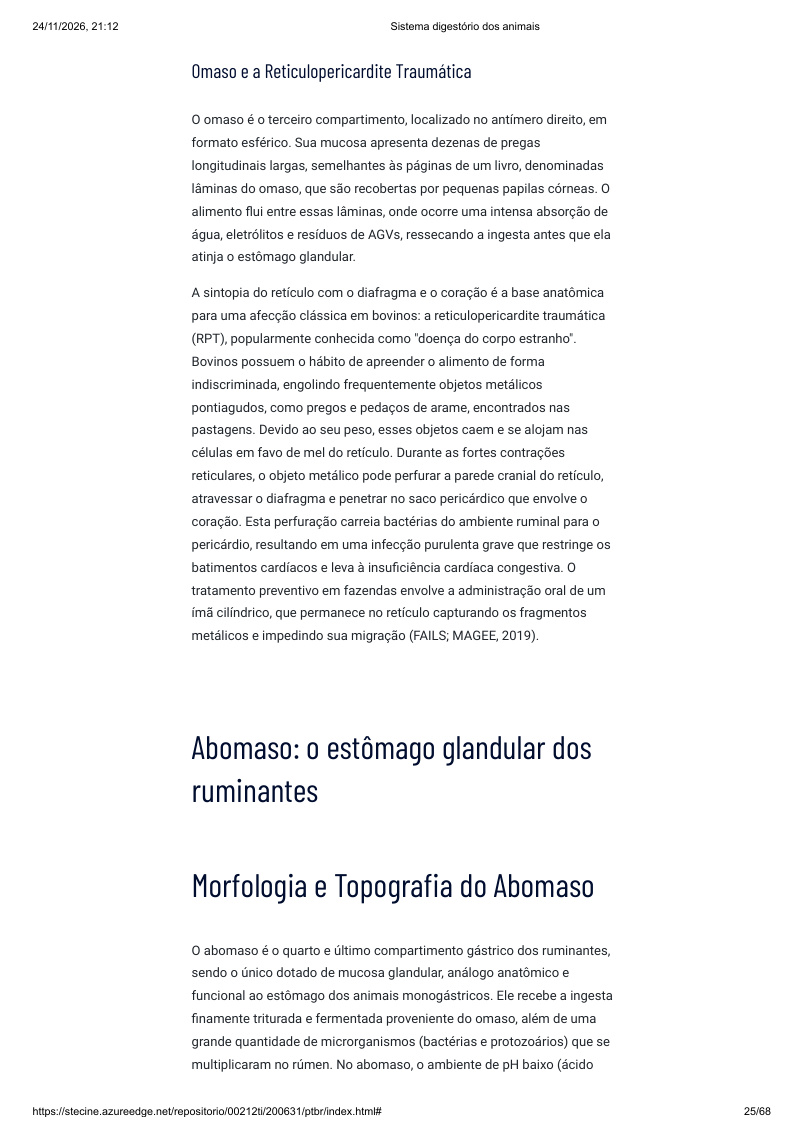 24/11/2026, 21:12
Sistema digestório dos animais
Omaso e a Reticulopericardite Traumática
O omaso é o terceiro compartimento, localizado no antímero direito, em
formato esférico. Sua mucosa apresenta dezenas de pregas
longitudinais largas, semelhantes às páginas de um livro, denominadas
lâminas do omaso, que são recobertas por pequenas papilas córneas. O
alimento flui entre essas lâminas, onde ocorre uma intensa absorção de
água, eletrólitos e resíduos de AGVs, ressecando a ingesta antes que ela
atinja o estômago glandular.
A sintopia do retículo com o diafragma e o coração é a base anatômica
para uma afecção clássica em bovinos: a reticulopericardite traumática
(RPT), popularmente conhecida como "doença do corpo estranho".
Bovinos possuem o hábito de apreender o alimento de forma
indiscriminada, engolindo frequentemente objetos metálicos
pontiagudos, como pregos e pedaços de arame, encontrados nas
pastagens. Devido ao seu peso, esses objetos caem e se alojam nas
células em favo de mel do retículo. Durante as fortes contrações
reticulares, o objeto metálico pode perfurar a parede cranial do retículo,
atravessar o diafragma e penetrar no saco pericárdico que envolve o
coração. Esta perfuração carreia bactérias do ambiente ruminal para o
pericárdio, resultando em uma infecção purulenta grave que restringe os
batimentos cardíacos e leva à insuficiência cardíaca congestiva. O
tratamento preventivo em fazendas envolve a administração oral de um
ímã cilíndrico, que permanece no retículo capturando os fragmentos
metálicos e impedindo sua migração (FAILS; MAGEE, 2019).
Abomaso: o estômago glandular dos
ruminantes
Morfologia e Topografia do Abomaso
O abomaso é o quarto e último compartimento gástrico dos ruminantes,
sendo o único dotado de mucosa glandular, análogo anatômico e
funcional ao estômago dos animais monogástricos. Ele recebe a ingesta
finamente triturada e fermentada proveniente do omaso, além de uma
grande quantidade de microrganismos (bactérias e protozoários) que se
multiplicaram no rúmen. No abomaso, o ambiente de pH baixo (ácido
https://stecine.azureedge.net/repositorio/00212ti/200631/ptbr/index.html#
25/68